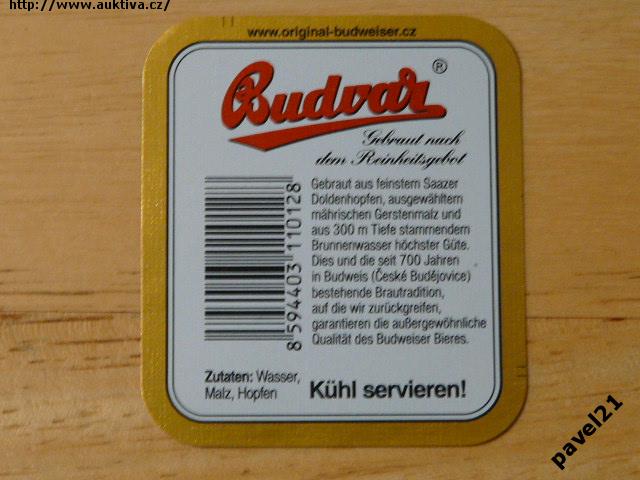 http://www.auktiva.cz/
www.original-budweiser.cz
Budvar ®
Gebraut nach
dem Reinheitsgebot
Gebraut aus feinstem Saazer
Doldenhopfen, ausgewähltem
mährischen Gerstenmalz und
aus 300 m Tiefe stammendem
Brunnenwasser höchster Güte.
Dies und die seit 700 Jahren
in Budweis (České Budějovice)
bestehende Brautradition,
auf die wir zurückgreifen,
garantieren die außergewöhnliche
Qualität des Budweiser Bieres.
8 594403 110128
Zutaten: Wasser,
Malz, Hopfen
Kühl servieren!
pavel21